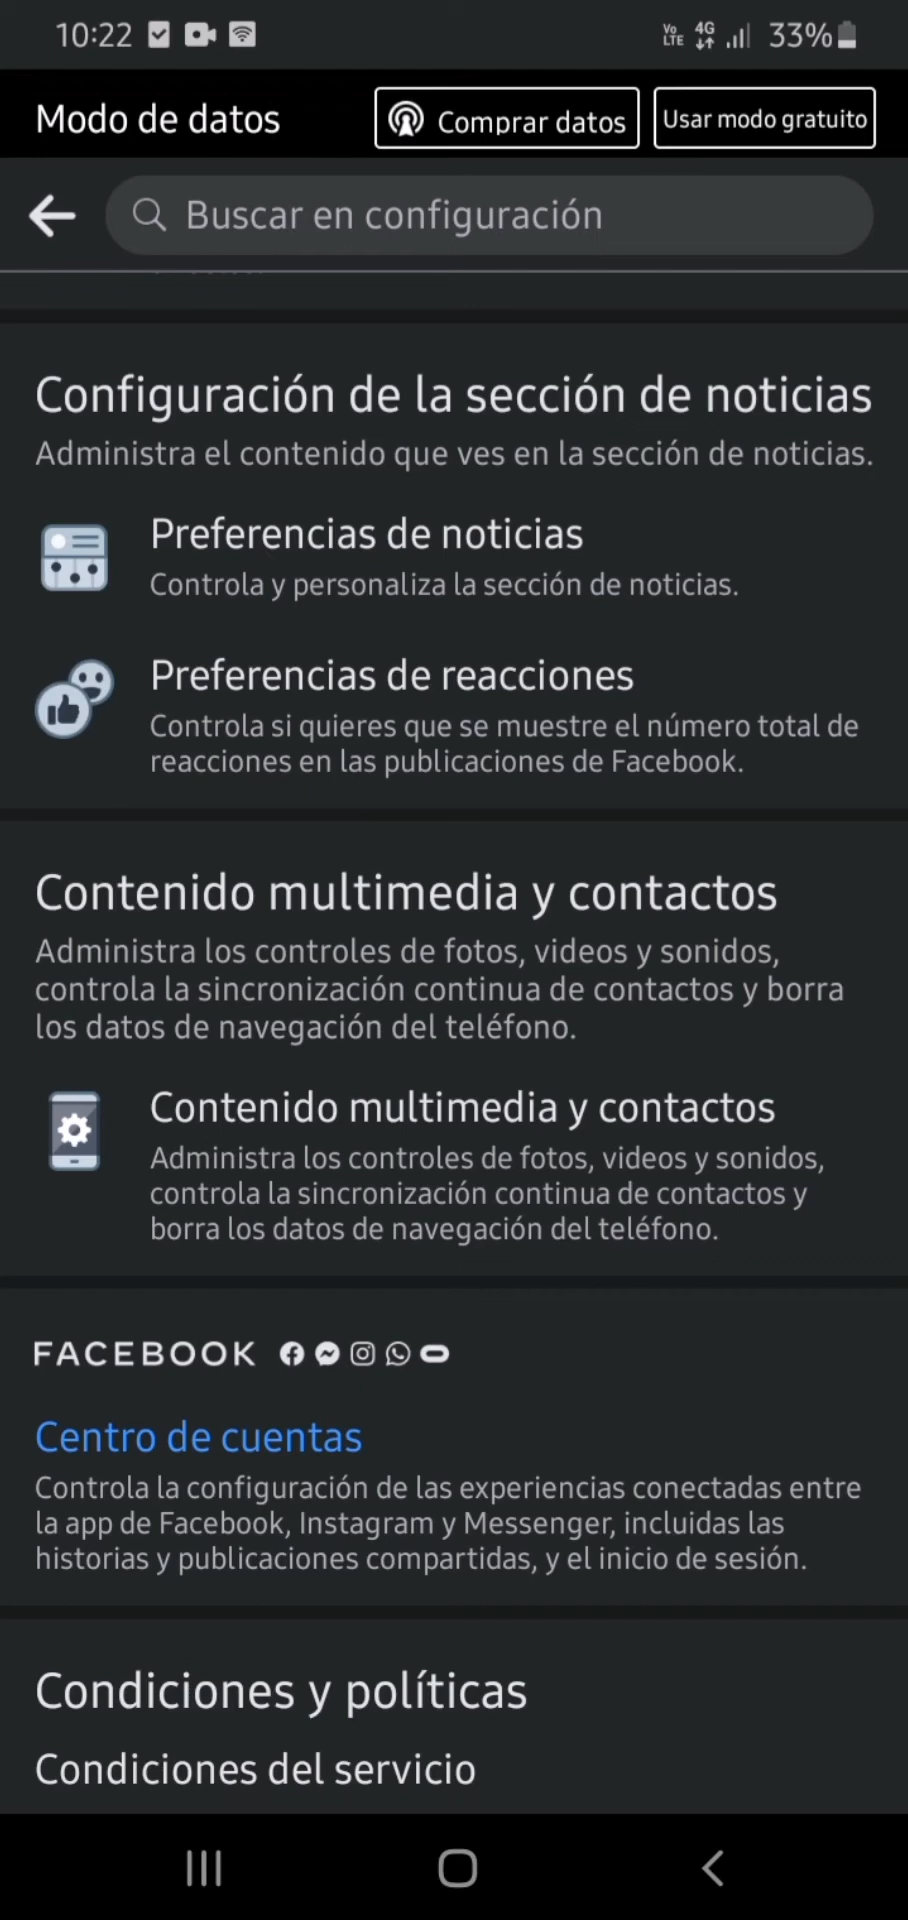 10:22
Vo LTE 4G 33%
Modo de datos
Comprar datos
Usar modo gratuito
Buscar en configuración
Configuración de la sección de noticias
Administra el contenido que ves en la sección de noticias.
Preferencias de noticias
Controla y personaliza la sección de noticias.
Preferencias de reacciones
Controla si quieres que se muestre el número total de
reacciones en las publicaciones de Facebook.
Contenido multimedia y contactos
Administra los controles de fotos, videos y sonidos,
controla la sincronización continua de contactos y borra
los datos de navegación del teléfono.
Contenido multimedia y contactos
Administra los controles de fotos, videos y sonidos,
controla la sincronización continua de contactos y
borra los datos de navegación del teléfono.
FACEBOOK
Centro de cuentas
Controla la configuración de las experiencias conectadas entre
la app de Facebook, Instagram y Messenger, incluidas las
historias y publicaciones compartidas, y el inicio de sesión.
Condiciones y políticas
Condiciones del servicio